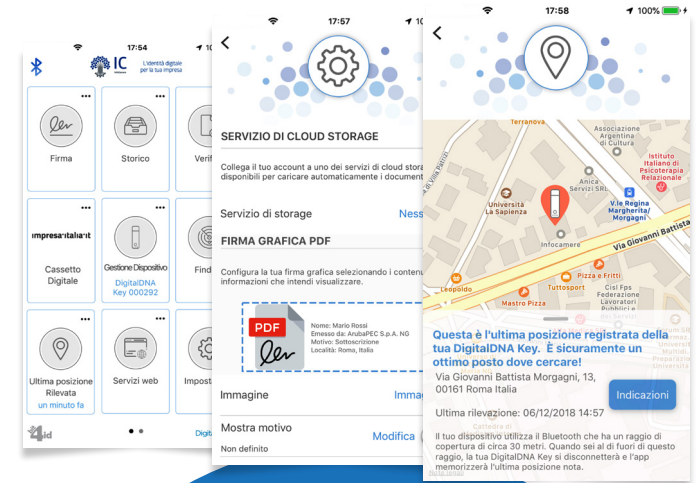 17:54
IC
L'identità digitale
per la tua impresa
Firma
Storico
Verif
impresa.italia.it
Cassetto
Digitale
Gestione Dispositivo
DigitalDNA
Key 000292
Find
Ultima posizione
Rilevata
un minuto fa
Servizi web
Impost
4id
Digit
17:57
SERVIZIO DI CLOUD STORAGE
Collega il tuo account a uno dei servizi di cloud stora
disponibili per caricare automaticamente i document
Servizio di storage
Ness
FIRMA GRAFICA PDF
Configura la tua firma grafica selezionando i contenu
informazioni che intendi visualizzare.
PDF
Nome: Mario Rossi
Emesso da: ArubaPEC S.p.A. NG
Motivo: Sottoscrizione
Località: Roma, Italia
Immagine
Imma
Mostra motivo
Non definito
Modifica
17:58
100%
Terranova
Associazione
Argentina
di Cultura
Istituto
Italiano di
Psicoterapia
Relazionale
di Villa Patrizi
Anica
Servizi SRL
Università
La Sapienza
V.le Regina
Margherita/
Morgagni
Infocamere
Via Giovanni Battista
Pizza e Fritti
Leopoldo
Tuttosport
Mastro Pizza
Cisl Fps
Federazione
Lavoratori
Pubblici e
Questa è l'ultima posizione registrata della
tua DigitalDNA Key. È sicuramente un
ottimo posto dove cercare!
Via Giovanni Battista Morgagni, 13,
00161 Roma Italia
Indicazioni
Ultima rilevazione: 06/12/2018 14:57
Il tuo dispositivo utilizza il Bluetooth che ha un raggio di
copertura di circa 30 metri. Quando sei al di fuori di questo
raggio, la tua DigitalDNA Key si disconnetterà e l'app
memorizzerà l'ultima posizione nota.